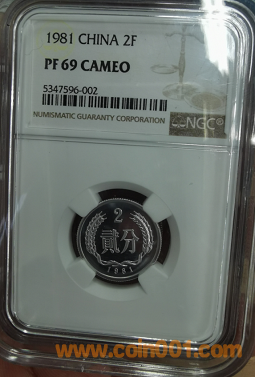 1981 CHINA 2F
PF 69 CAMEO
5347596-002
NUMISMATIC GUARANTY CORPORATION
NGC
2
贰分
1981
www.coin001.com